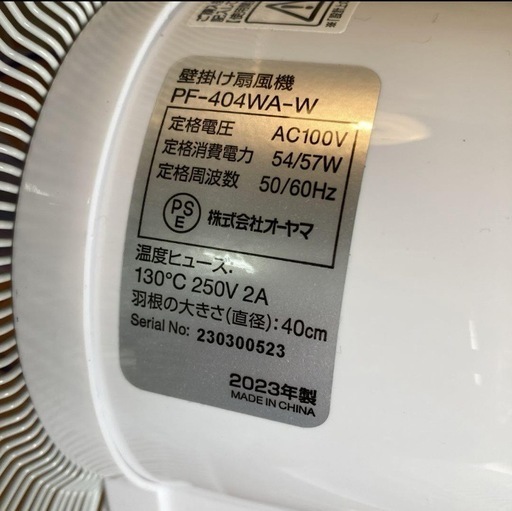 壁掛け扇風機
PF-404WA-W
定格電圧 AC100V
定格消費電力 54/57W
定格周波数 50/60Hz
PS
E
株式会社オーヤマ
温度ヒューズ:
130°C 250V 2A
羽根の大きさ(直径):40cm
Serial No: 230300523
2023年製
MADE IN CHINA